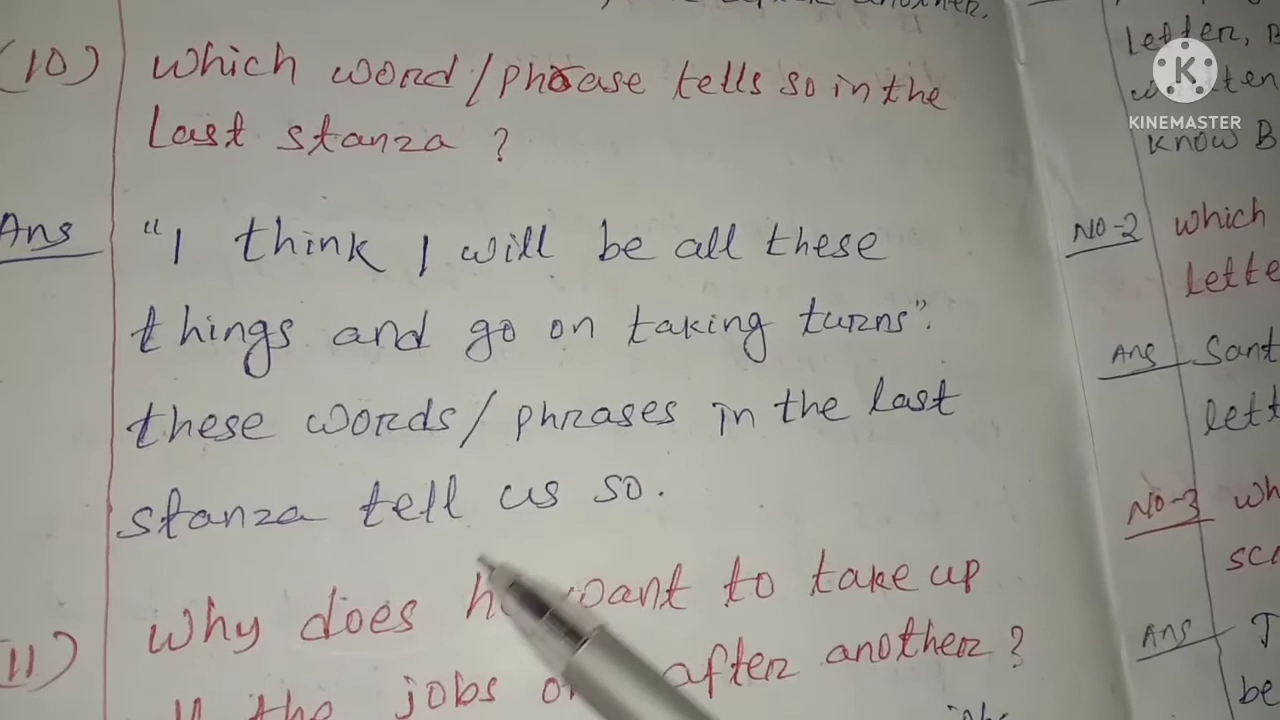 another.
(10) Which word/phrase tells so in the
Last stanza ?
Ans "I think I will be all these
things and go on taking turns".
these words/phrases in the last
stanza tell us so.
11) Why does want to take up
the jobs after another?
Letter, B
KINEMASTER
know B
NO-2 which
Lette
Ans Sant
lett
NO-3 wh
sc
Ans T
be